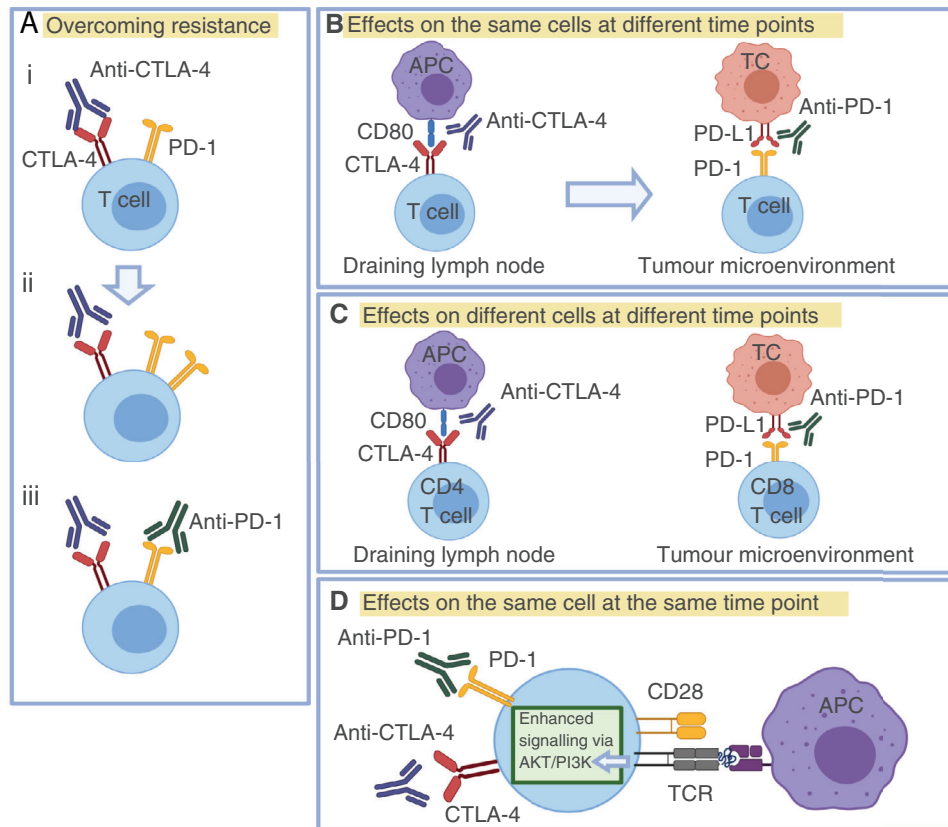 A Overcoming resistance
i
Anti-CTLA-4
CTLA-4
PD-1
T cell
ii
iii
Anti-PD-1
B Effects on the same cells at different time points
APC
CD80
Anti-CTLA-4
CTLA-4
T cell
Draining lymph node
TC
Anti-PD-1
PD-L1
PD-1
T cell
Tumour microenvironment
C Effects on different cells at different time points
APC
Anti-CTLA-4
CD80
CTLA-4
CD4
T cell
Draining lymph node
TC
Anti-PD-1
PD-L1
PD-1
CD8
T cell
Tumour microenvironment
D Effects on the same cell at the same time point
Anti-PD-1
PD-1
Anti-CTLA-4
CTLA-4
Enhanced
signalling via
AKT/PI3K
CD28
TCR
APC